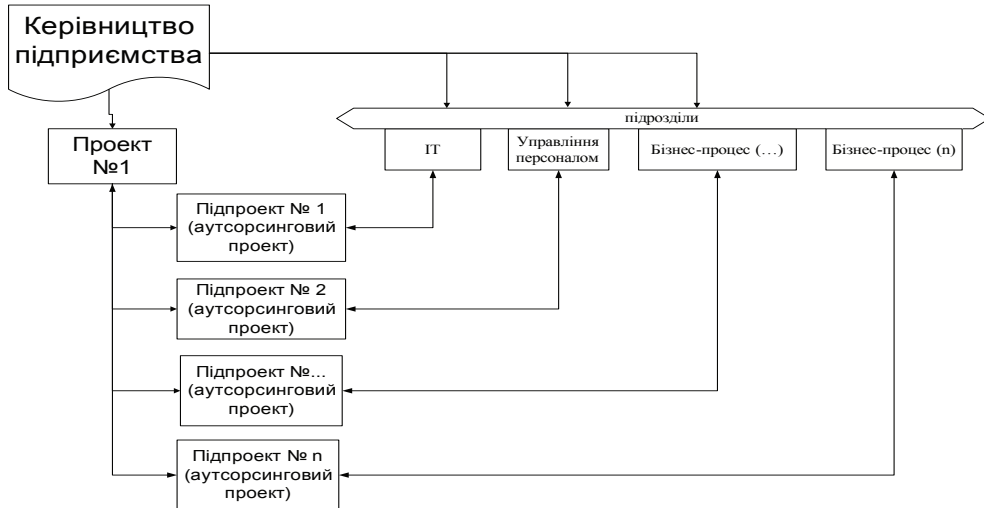 Керівництво
підприємства
підрозділи
Проект
№1
ІТ
Управління
персоналом
Бізнес-процес (…)
Бізнес-процес (n)
Підпроект № 1
(аутсорсинговий
проект)
Підпроект № 2
(аутсорсинговий
проект)
Підпроект №...
(аутсорсинговий
проект)
Підпроект № n
(аутсорсинговий
проект)